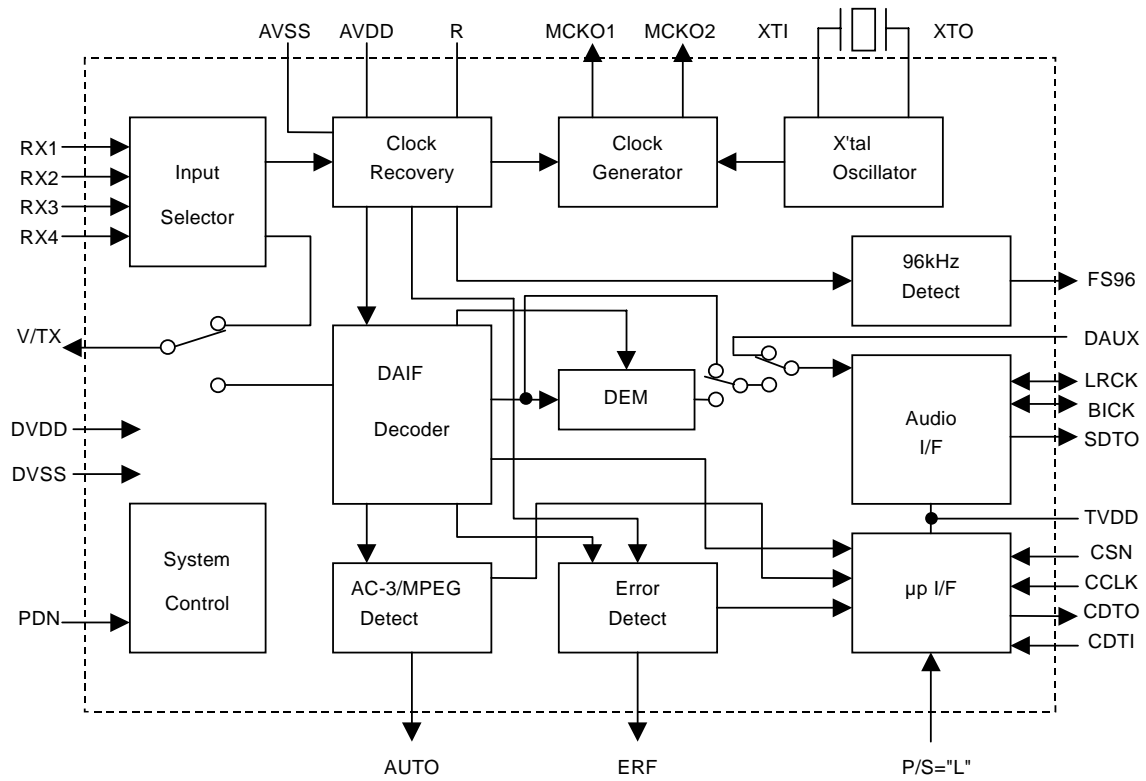 AVSS AVDD R MCKO1 MCKO2 XTI XTO
RX1
RX2
RX3
RX4
Input
Selector
Clock
Recovery
Clock
Generator
X'tal
Oscillator
96kHz
Detect
FS96
V/TX
DAUX
DAIF
Decoder
DEM
Audio
I/F
LRCK
BICK
SDTO
DVDD
DVSS
TVDD
System
Control
PDN
AC-3/MPEG
Detect
Error
Detect
µp I/F
CSN
CCLK
CDTO
CDTI
AUTO
ERF
P/S="L"